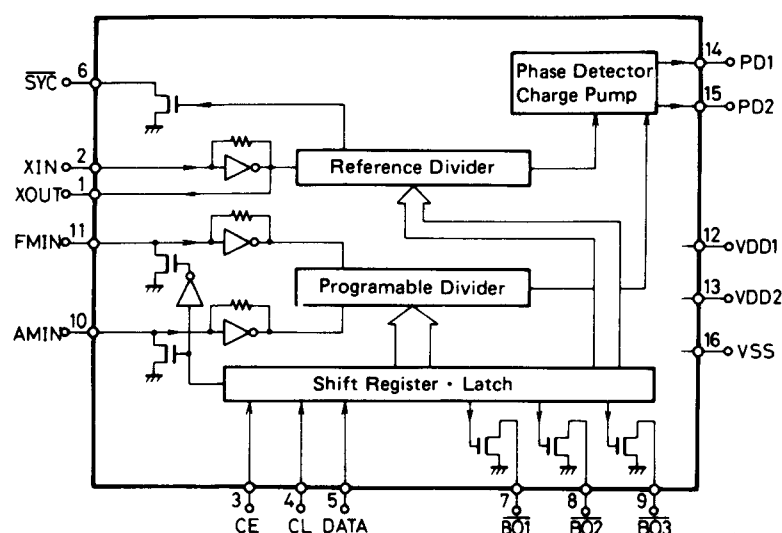 6
SYC
14
PD1
Phase Detector
Charge Pump
15
PD2
XIN
2
Reference Divider
XOUT
1
FMIN
11
12
VDD1
Programable Divider
13
VDD2
AMIN
10
16
VSS
Shift Register · Latch
3
4
5
7
8
9
CE
CL
DATA
BO1
BO2
BO3